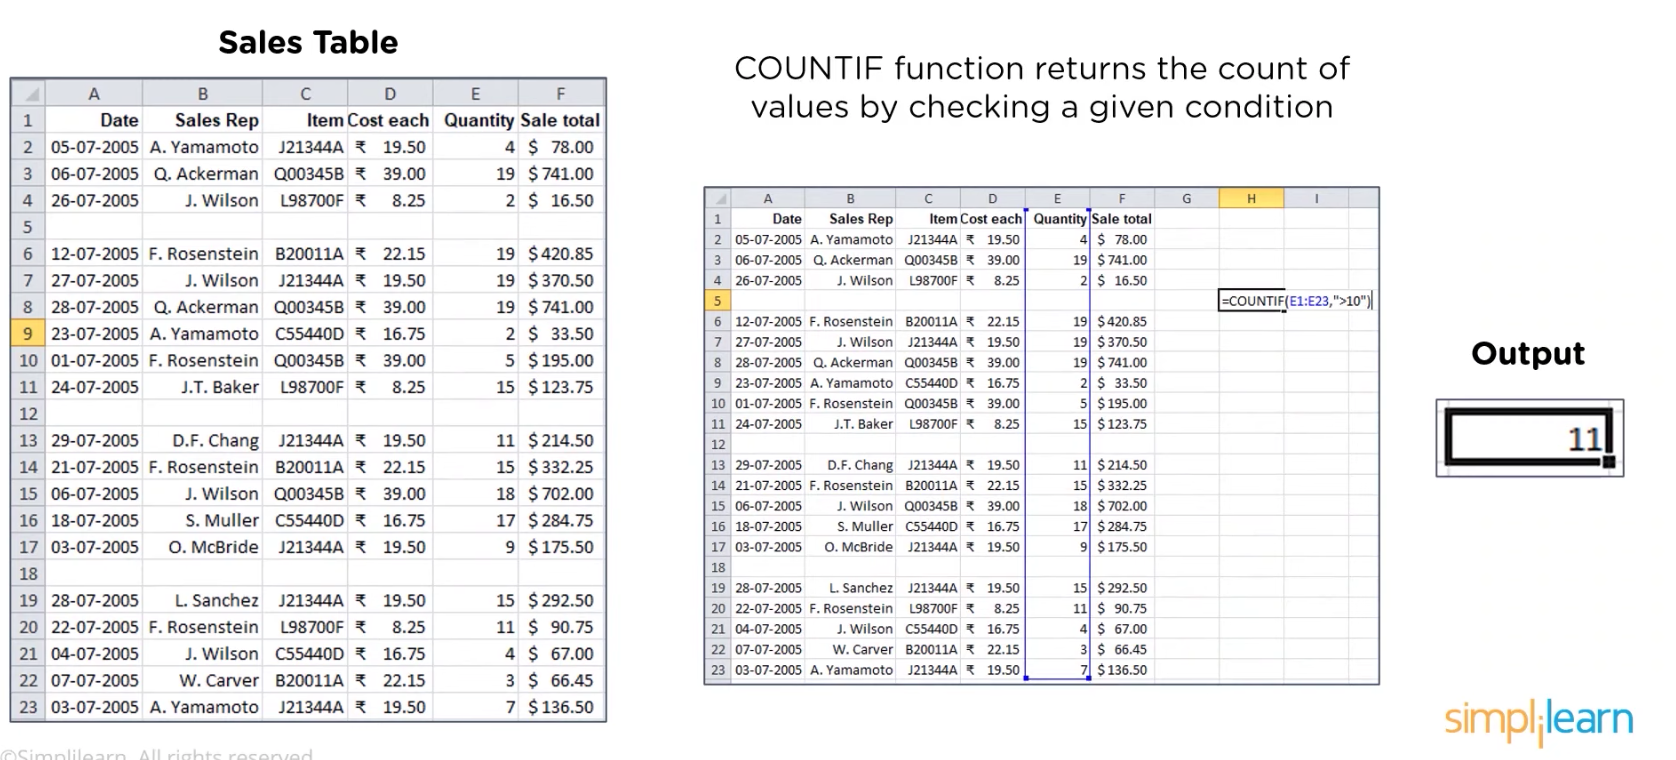 Sales Table
A B C D E F
1 Date Sales Rep Item Cost each Quantity Sale total
2 05-07-2005 A. Yamamoto J21344A ₹ 19.50 4 $ 78.00
3 06-07-2005 Q. Ackerman Q00345B ₹ 39.00 19 $ 741.00
4 26-07-2005 J. Wilson L98700F ₹ 8.25 2 $ 16.50
5
6 12-07-2005 F. Rosenstein B20011A ₹ 22.15 19 $ 420.85
7 27-07-2005 J. Wilson J21344A ₹ 19.50 19 $ 370.50
8 28-07-2005 Q. Ackerman Q00345B ₹ 39.00 19 $ 741.00
9 23-07-2005 A. Yamamoto C55440D ₹ 16.75 2 $ 33.50
10 01-07-2005 F. Rosenstein Q00345B ₹ 39.00 5 $ 195.00
11 24-07-2005 J.T. Baker L98700F ₹ 8.25 15 $ 123.75
12
13 29-07-2005 D.F. Chang J21344A ₹ 19.50 11 $ 214.50
14 21-07-2005 F. Rosenstein B20011A ₹ 22.15 15 $ 332.25
15 06-07-2005 J. Wilson Q00345B ₹ 39.00 18 $ 702.00
16 18-07-2005 S. Muller C55440D ₹ 16.75 17 $ 284.75
17 03-07-2005 O. McBride J21344A ₹ 19.50 9 $ 175.50
18
19 28-07-2005 L. Sanchez J21344A ₹ 19.50 15 $ 292.50
20 22-07-2005 F. Rosenstein L98700F ₹ 8.25 11 $ 90.75
21 04-07-2005 J. Wilson C55440D ₹ 16.75 4 $ 67.00
22 07-07-2005 W. Carver B20011A ₹ 22.15 3 $ 66.45
23 03-07-2005 A. Yamamoto J21344A ₹ 19.50 7 $ 136.50
COUNTIF function returns the count of
values by checking a given condition
A B C D E F G H I
1 Date Sales Rep Item Cost each Quantity Sale total
2 05-07-2005 A. Yamamoto J21344A ₹ 19.50 4 $ 78.00
3 06-07-2005 Q. Ackerman Q00345B ₹ 39.00 19 $ 741.00
4 26-07-2005 J. Wilson L98700F ₹ 8.25 2 $ 16.50
5 =COUNTIF(E1:E23,">10")
6 12-07-2005 F. Rosenstein B20011A ₹ 22.15 19 $ 420.85
7 27-07-2005 J. Wilson J21344A ₹ 19.50 19 $ 370.50
8 28-07-2005 Q. Ackerman Q00345B ₹ 39.00 19 $ 741.00
9 23-07-2005 A. Yamamoto C55440D ₹ 16.75 2 $ 33.50
10 01-07-2005 F. Rosenstein Q00345B ₹ 39.00 5 $ 195.00
11 24-07-2005 J.T. Baker L98700F ₹ 8.25 15 $ 123.75
12
13 29-07-2005 D.F. Chang J21344A ₹ 19.50 11 $ 214.50
14 21-07-2005 F. Rosenstein B20011A ₹ 22.15 15 $ 332.25
15 06-07-2005 J. Wilson Q00345B ₹ 39.00 18 $ 702.00
16 18-07-2005 S. Muller C55440D ₹ 16.75 17 $ 284.75
17 03-07-2005 O. McBride J21344A ₹ 19.50 9 $ 175.50
18
19 28-07-2005 L. Sanchez J21344A ₹ 19.50 15 $ 292.50
20 22-07-2005 F. Rosenstein L98700F ₹ 8.25 11 $ 90.75
21 04-07-2005 J. Wilson C55440D ₹ 16.75 4 $ 67.00
22 07-07-2005 W. Carver B20011A ₹ 22.15 3 $ 66.45
23 03-07-2005 A. Yamamoto J21344A ₹ 19.50 7 $ 136.50
Output
11
simplilearn
©Simplilearn. All rights reserved